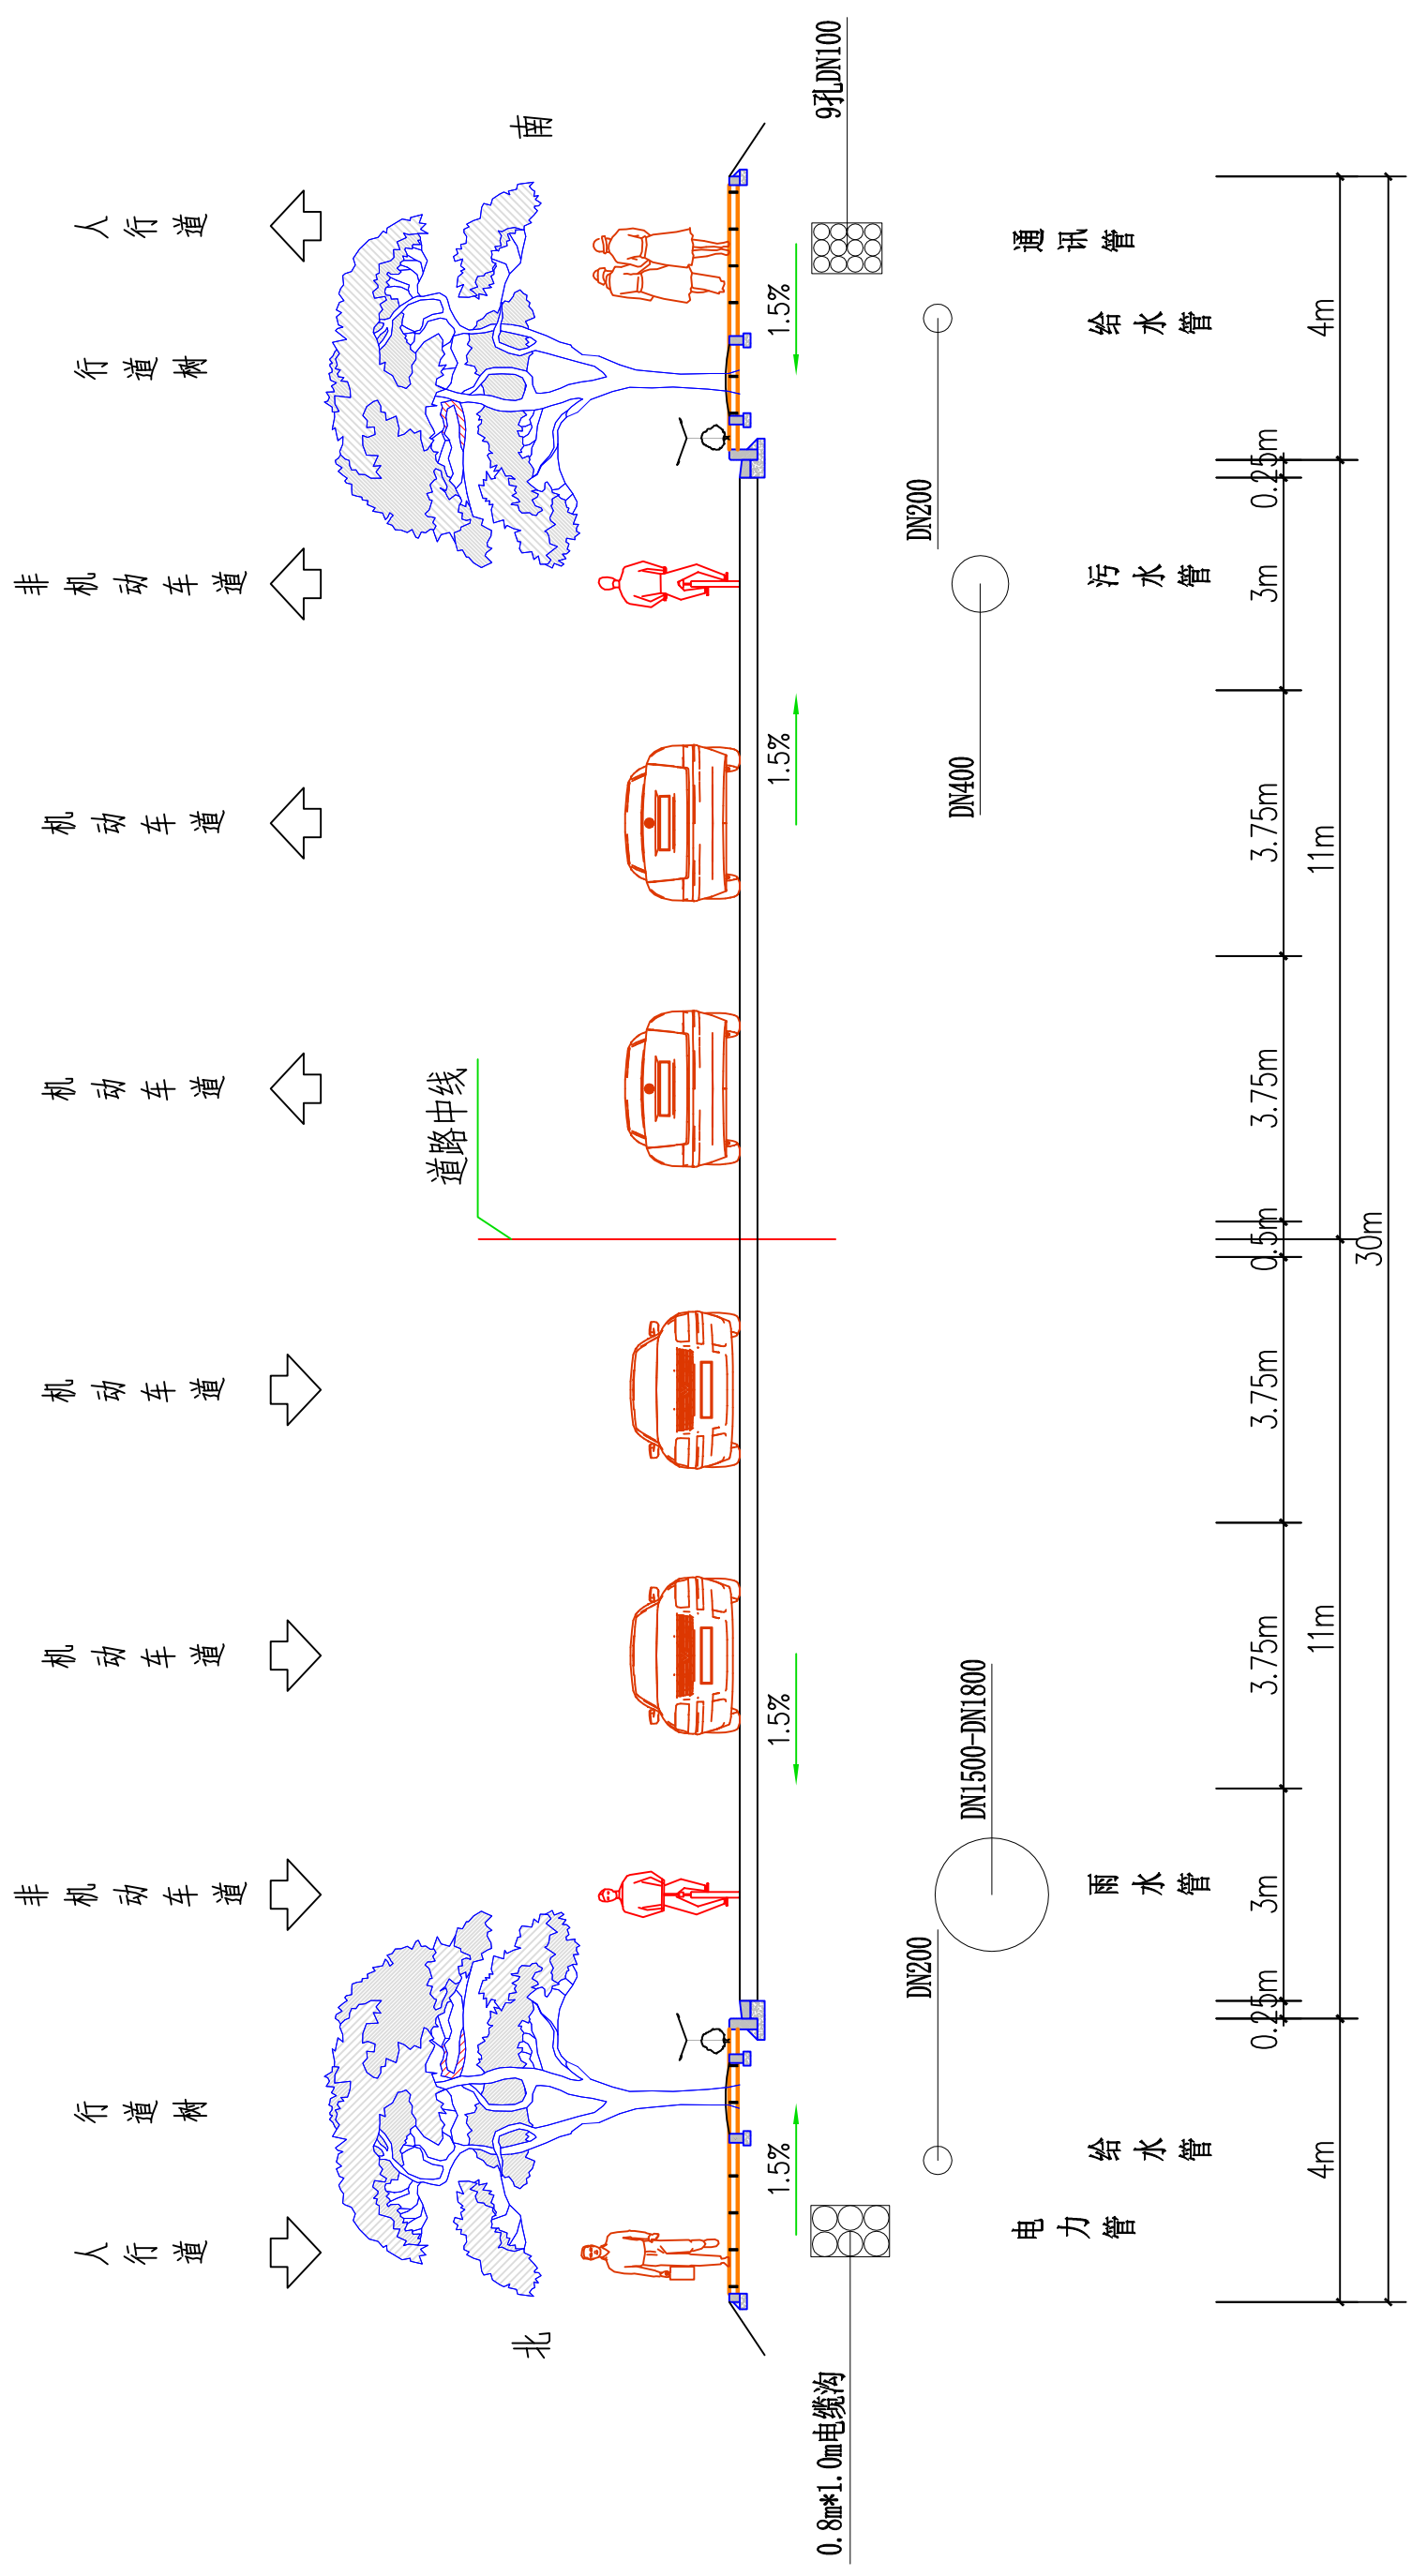 北
南
人行道
行道树
非机动车道
机动车道
机动车道
机动车道
机动车道
非机动车道
行道树
人行道
道路中线
1.5%
1.5%
1.5%
1.5%
0.8m*1.0m电缆沟
DN200
DN1500-DN1800
DN400
DN200
9孔DN100
电力管
给水管
雨水管
污水管
给水管
通讯管
0.25m
3m
3.75m
3.75m
0.5m
3.75m
3.75m
3m
0.25m
4m
11m
11m
4m
30m